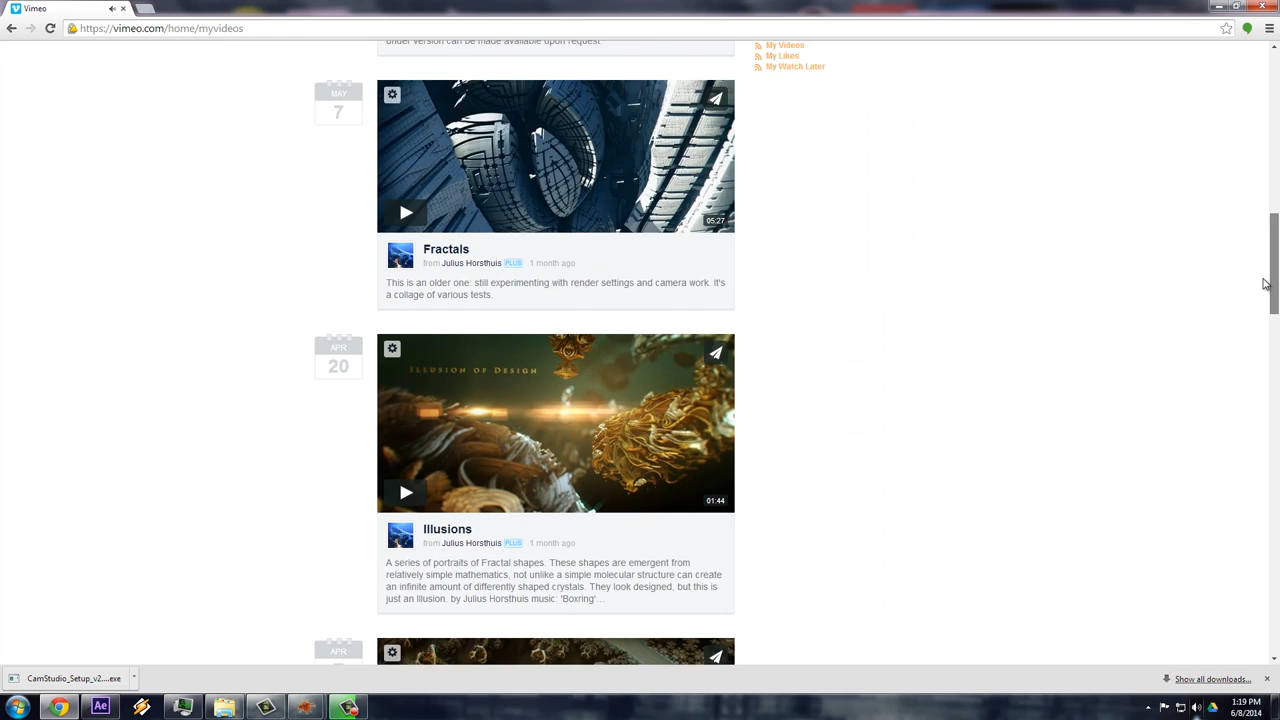 Vimeo
https://vimeo.com/home/myvideos
under version can be made available upon request.
My Videos
My Likes
My Watch Later
MAY
7
05:27
Fractals
from Julius Horsthuis PLUS 1 month ago
This is an older one: still experimenting with render settings and camera work. It's
a collage of various tests.
APR
20
ILLUSION OF DESIGN
01:44
Illusions
from Julius Horsthuis PLUS 1 month ago
A series of portraits of Fractal shapes. These shapes are emergent from
relatively simple mathematics, not unlike a simple molecular structure can create
an infinite amount of differently shaped crystals. They look designed, but this is
just an Illusion. by Julius Horsthuis music: 'Boxring'...
APR
CamStudio_Setup_v2....exe
Show all downloads...
Ae
1:19 PM
6/8/2014